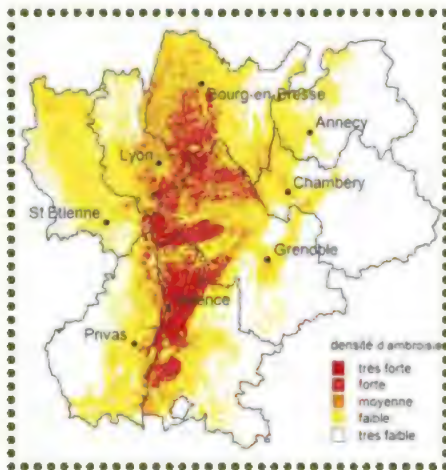 Bourg-en-Bresse
Annecy
Lyon
Chambéry
St Etienne
Grenoble
Valence
Privas
densité d'ambroisie
très forte
forte
moyenne
faible
très faible